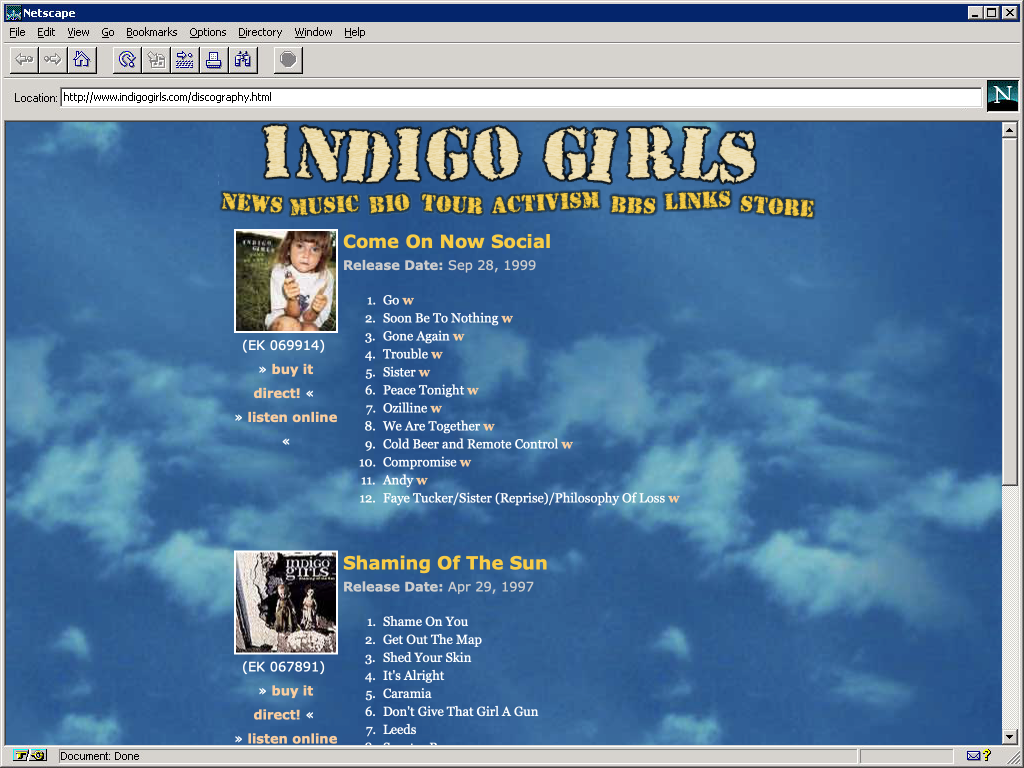 Netscape
File Edit View Go Bookmarks Options Directory Window Help
Location: http://www.indigogirls.com/discography.html
N
INDIGO GIRLS
NEWS MUSIC BIO TOUR ACTIVISM BBS LINKS STORE
INDIGO
GIRLS
(EK 069914)
» buy it
direct! «
» listen online
«
Come On Now Social
Release Date: Sep 28, 1999
1. Go w
2. Soon Be To Nothing w
3. Gone Again w
4. Trouble w
5. Sister w
6. Peace Tonight w
7. Ozilline w
8. We Are Together w
9. Cold Beer and Remote Control w
10. Compromise w
11. Andy w
12. Faye Tucker/Sister (Reprise)/Philosophy Of Loss w
INDIGO
GIRLS
(EK 067891)
» buy it
direct! «
» listen online
Shaming Of The Sun
Release Date: Apr 29, 1997
1. Shame On You
2. Get Out The Map
3. Shed Your Skin
4. It's Alright
5. Caramia
6. Don't Give That Girl A Gun
7. Leeds
Document: Done